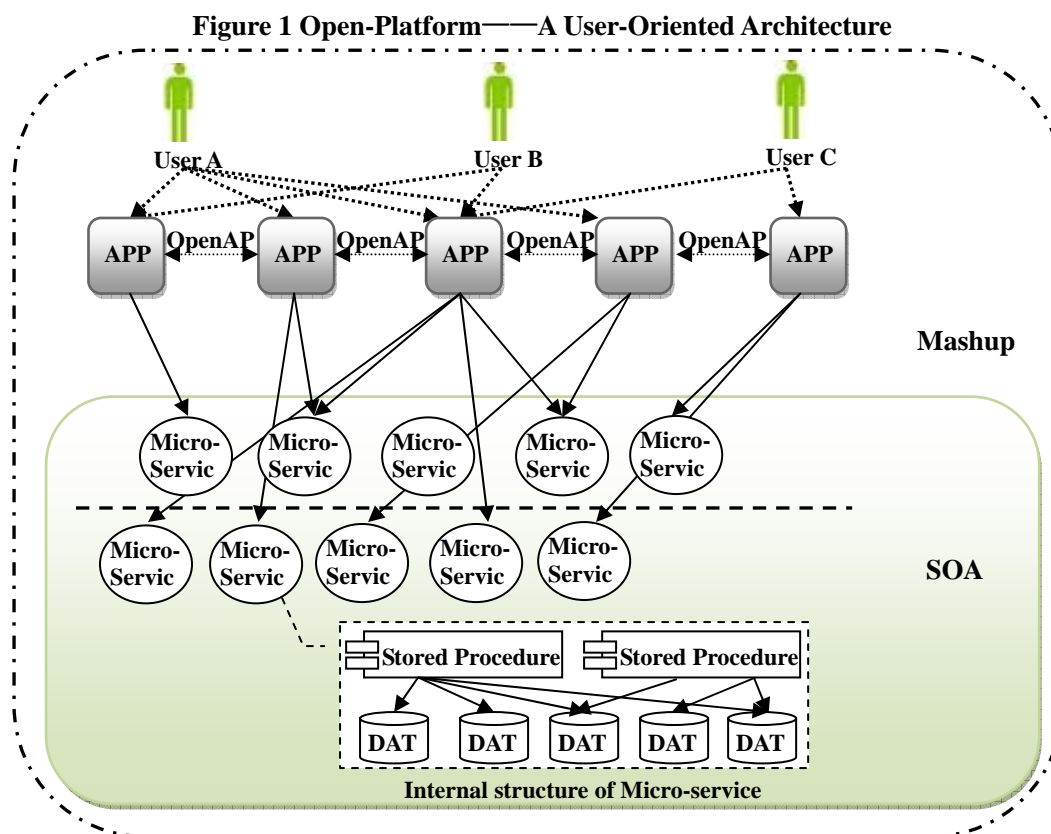 Figure 1 Open-Platform——A User-Oriented Architecture
User A
User B
User C
OpenAP
OpenAP
OpenAP
OpenAP
APP
APP
APP
APP
APP
Mashup
Micro-
Servic
Micro-
Servic
Micro-
Servic
Micro-
Servic
Micro-
Servic
Micro-
Servic
Micro-
Servic
Micro-
Servic
Micro-
Servic
Micro-
Servic
SOA
Stored Procedure
Stored Procedure
DAT
DAT
DAT
DAT
DAT
Internal structure of Micro-service